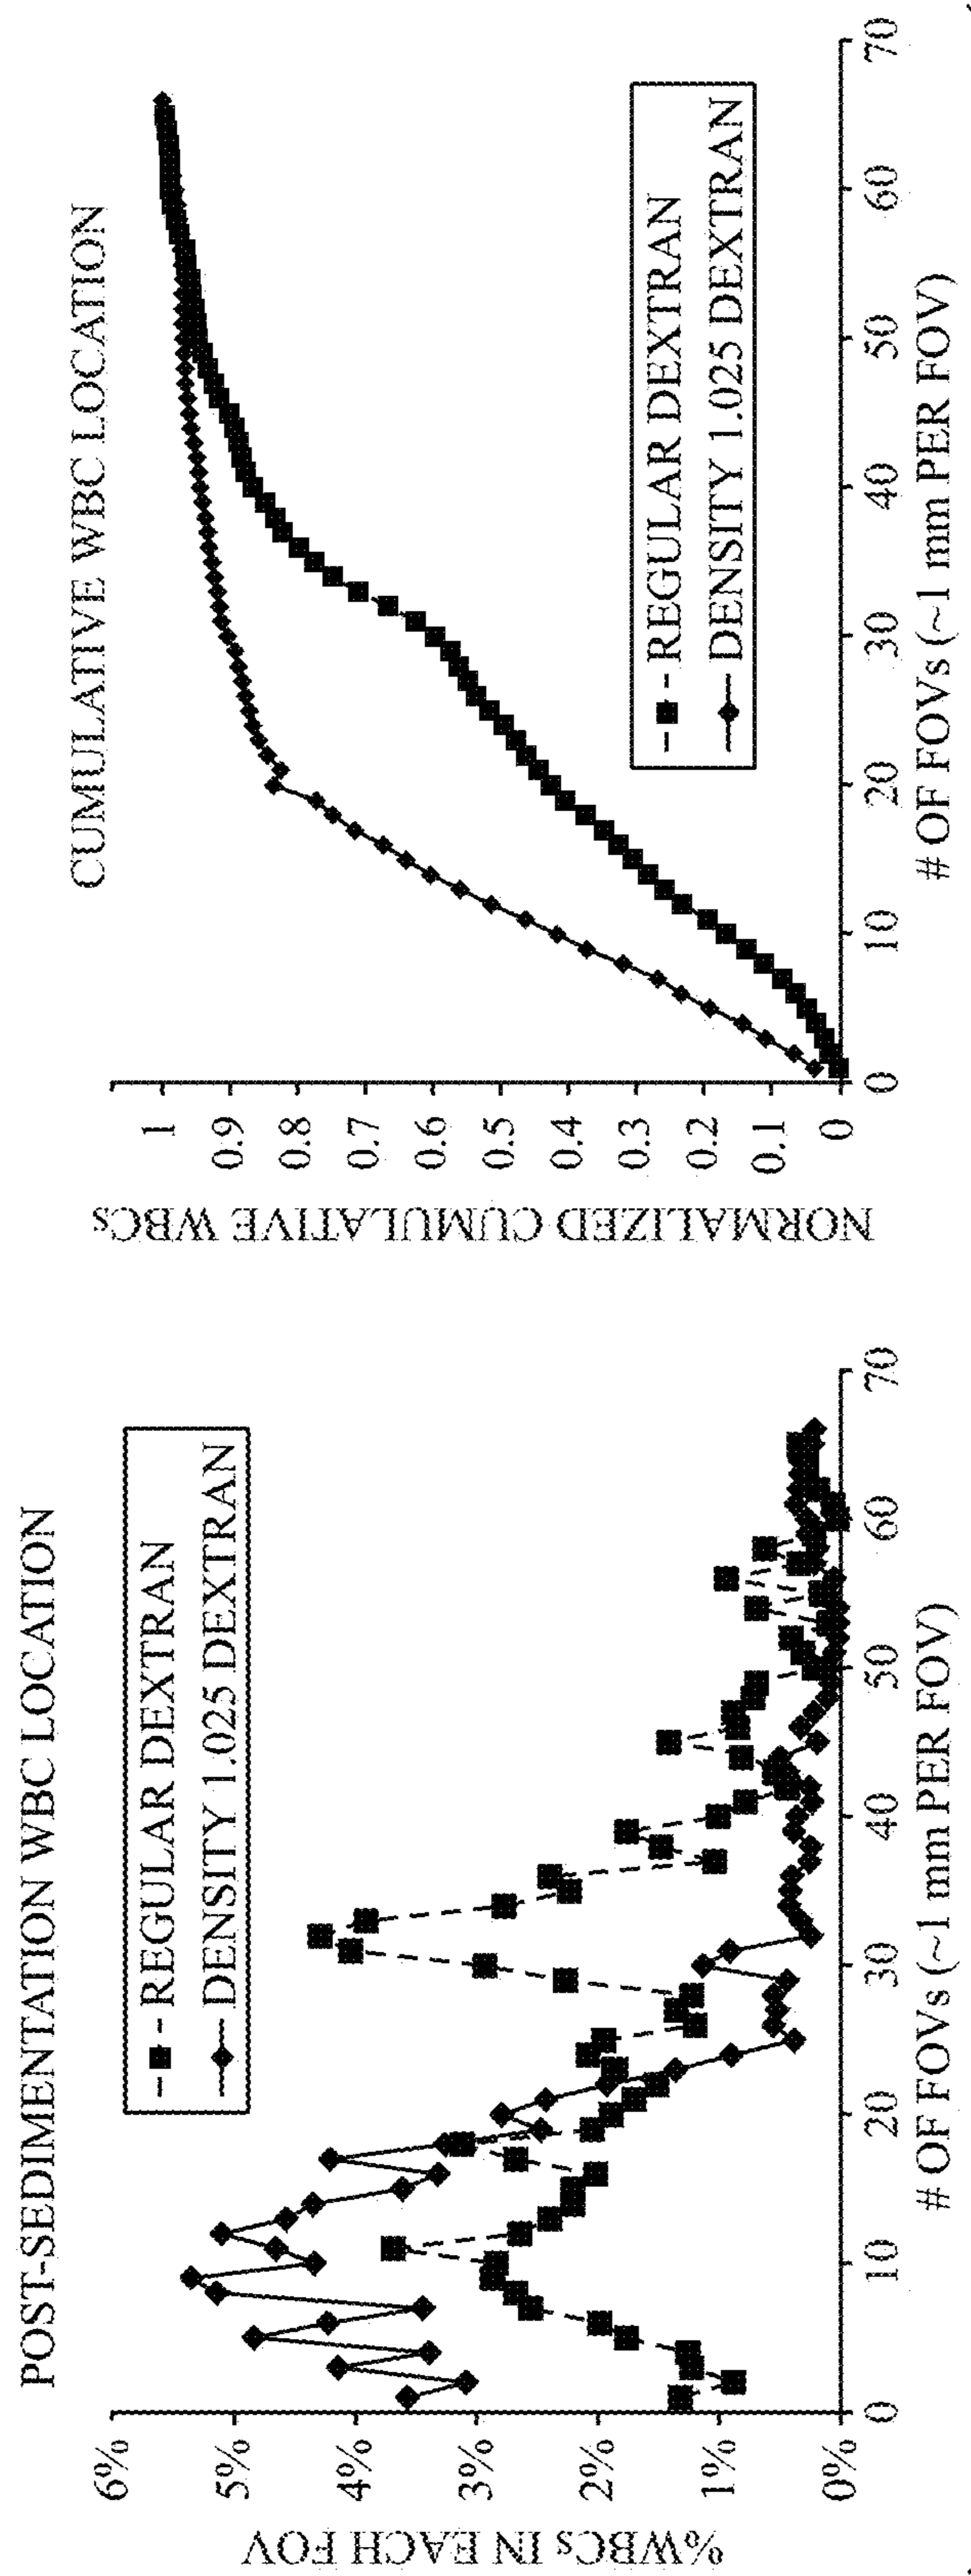 POST-SEDIMENTATION WBC LOCATION
%WBCs IN EACH FOV
6%
5%
4%
3%
2%
1%
0%
REGULAR DEXTRAN
DENSITY 1.025 DEXTRAN
0 10 20 30 40 50 60 70
# OF FOVs (~1 mm PER FOV)
CUMULATIVE WBC LOCATION
NORMALIZED CUMULATIVE WBCs
1
0.9
0.8
0.7
0.6
0.5
0.4
0.3
0.2
0.1
0
REGULAR DEXTRAN
DENSITY 1.025 DEXTRAN
0 10 20 30 40 50 60 70
# OF FOVs (~1 mm PER FOV)